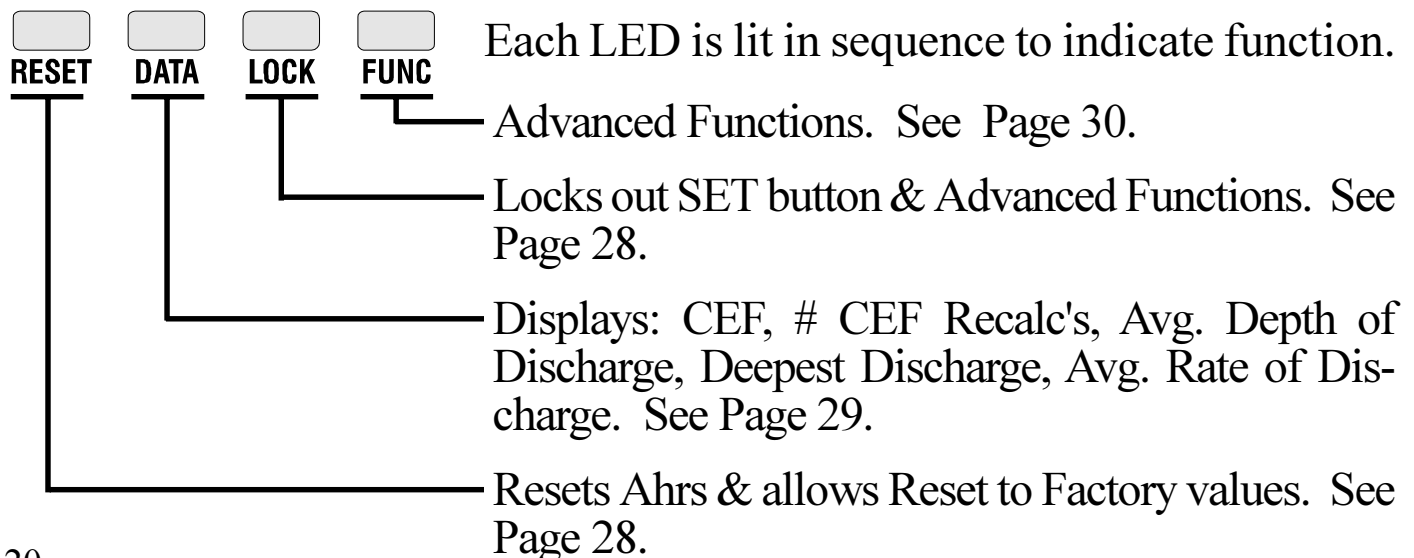 Each LED is lit in sequence to indicate function.
RESET DATA LOCK FUNC
Advanced Functions. See Page 30.
Locks out SET button & Advanced Functions. See
Page 28.
Displays: CEF, # CEF Recalc's, Avg. Depth of
Discharge, Deepest Discharge, Avg. Rate of Dis-
charge. See Page 29.
Resets Ahrs & allows Reset to Factory values. See
Page 28.